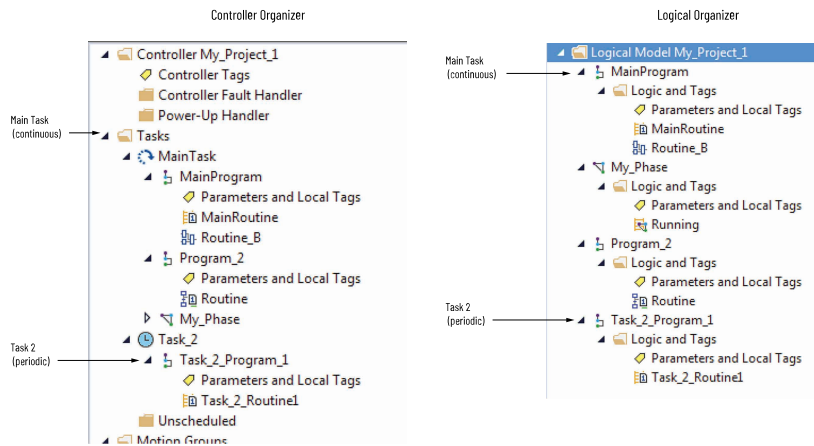 Controller Organizer
Controller My_Project_1
Controller Tags
Controller Fault Handler
Power-Up Handler
Main Task
(continuous)
Tasks
MainTask
MainProgram
Parameters and Local Tags
MainRoutine
Routine_B
Program_2
Parameters and Local Tags
Routine
My_Phase
Task_2
Task 2
(periodic)
Task_2_Program_1
Parameters and Local Tags
Task_2_Routine1
Unscheduled
Motion Groups
Logical Organizer
Logical Model My_Project_1
Main Task
(continuous)
MainProgram
Logic and Tags
Parameters and Local Tags
MainRoutine
Routine_B
My_Phase
Logic and Tags
Parameters and Local Tags
Running
Program_2
Logic and Tags
Parameters and Local Tags
Routine
Task 2
(periodic)
Task_2_Program_1
Logic and Tags
Parameters and Local Tags
Task_2_Routine1